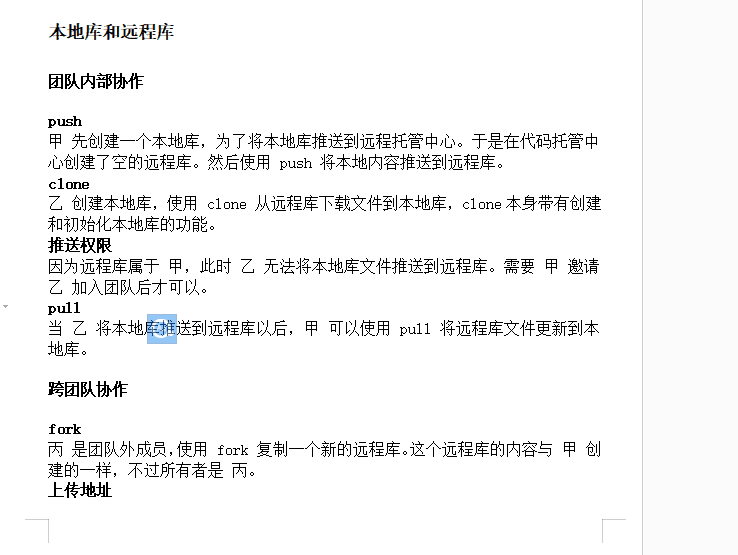 本地库和远程库
团队内部协作
push
甲 先创建一个本地库，为了将本地库推送到远程托管中心。于是在代码托管中
心创建了空的远程库。然后使用 push 将本地内容推送到远程库。
clone
乙 创建本地库，使用 clone 从远程库下载文件到本地库，clone本身带有创建
和初始化本地库的功能。
推送权限
因为远程库属于 甲，此时 乙 无法将本地库文件推送到远程库。需要 甲 邀请
乙 加入团队后才可以。
pull
当 乙 将本地库推送到远程库以后，甲 可以使用 pull 将远程库文件更新到本
地库。
跨团队协作
fork
丙 是团队外成员，使用 fork 复制一个新的远程库。这个远程库的内容与 甲 创
建的一样，不过所有者是 丙。
上传地址